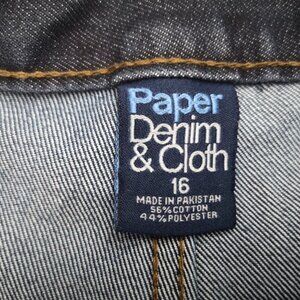 Paper
Denim
& Cloth
16
MADE IN PAKISTAN
56% COTTON
44% POLYESTER